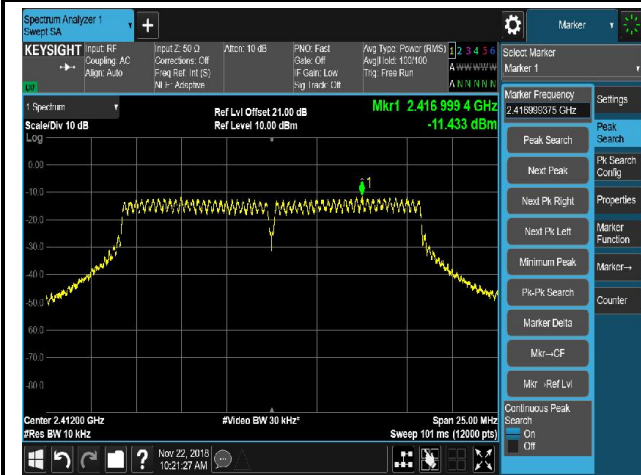 Spectrum Analyzer 1
Swept SA
Marker
KEYSIGHT
Input: RF
Coupling: AC
Align: Auto
Input Z: 50 Ω
Corrections: Off
Freq Ref: Int (S)
NFE: Adaptive
Atten: 10 dB
PNO: Fast
Gate: Off
IF Gain: Low
Sig Track: Off
Avg Type: Power (RMS)
Avg|Hold: 100/100
Trig: Free Run
1 2 3 4 5 6
A W W W W W
A N N N N N
Select Marker
Marker 1
1 Spectrum
Scale/Div 10 dB
Log
Ref Lvl Offset 21.00 dB
Ref Level 10.00 dBm
Mkr1 2.416 999 4 GHz
-11.433 dBm
0.00
-10.0
-20.0
-30.0
-40.0
-50.0
-60.0
-70.0
-80.0
1
Center 2.41200 GHz
#Res BW 10 kHz
#Video BW 30 kHz*
Span 25.00 MHz
Sweep 101 ms (12000 pts)
Marker Frequency
2.416999375 GHz
Peak Search
Next Peak
Next Pk Right
Next Pk Left
Minimum Peak
Pk-Pk Search
Marker Delta
Mkr→CF
Mkr→Ref Lvl
Continuous Peak
Search
On
Off
Settings
Peak
Search
Pk Search
Config
Properties
Marker
Function
Marker→
Counter
?
Nov 22, 2018
10:21:27 AM